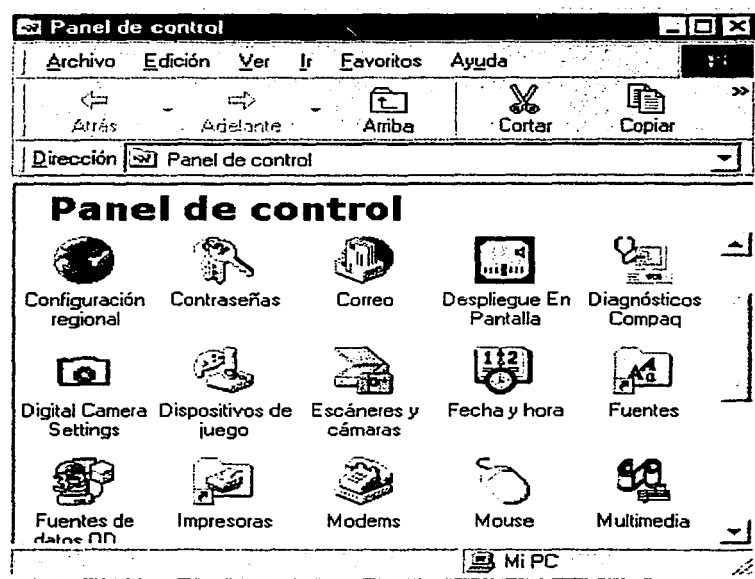 Panel de control
Archivo Edición Ver Ir Favoritos Ayuda
Atrás Adelante Arriba Cortar Copiar »
Dirección Panel de control
Panel de control
Configuración regional
Contraseñas
Correo
Despliegue En Pantalla
Diagnósticos Compaq
Digital Camera Settings
Dispositivos de juego
Escáneres y cámaras
Fecha y hora
Fuentes
Fuentes de datos OD...
Impresoras
Modems
Mouse
Multimedia
Mi PC